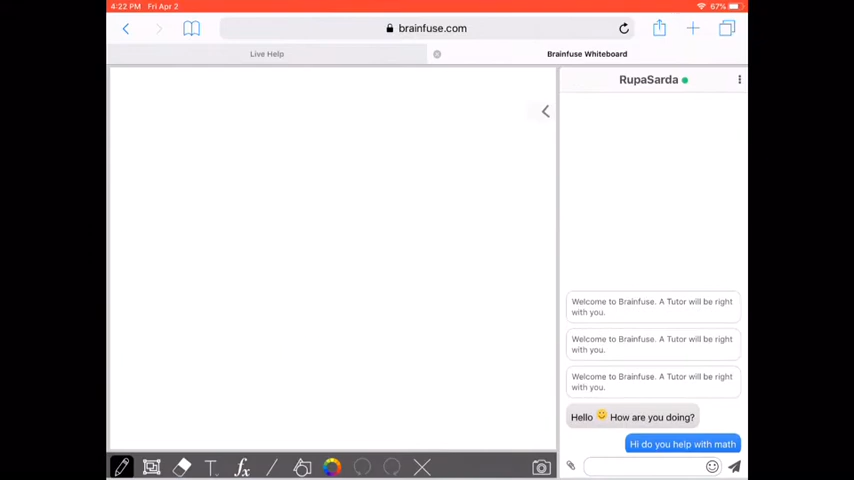 4:22 PM Fri Apr 2
67%
brainfuse.com
Live Help
Brainfuse Whiteboard
RupaSarda
Welcome to Brainfuse. A Tutor will be right
with you.
Welcome to Brainfuse. A Tutor will be right
with you.
Welcome to Brainfuse. A Tutor will be right
with you.
Hello 😊 How are you doing?
Hi do you help with math
T
fx